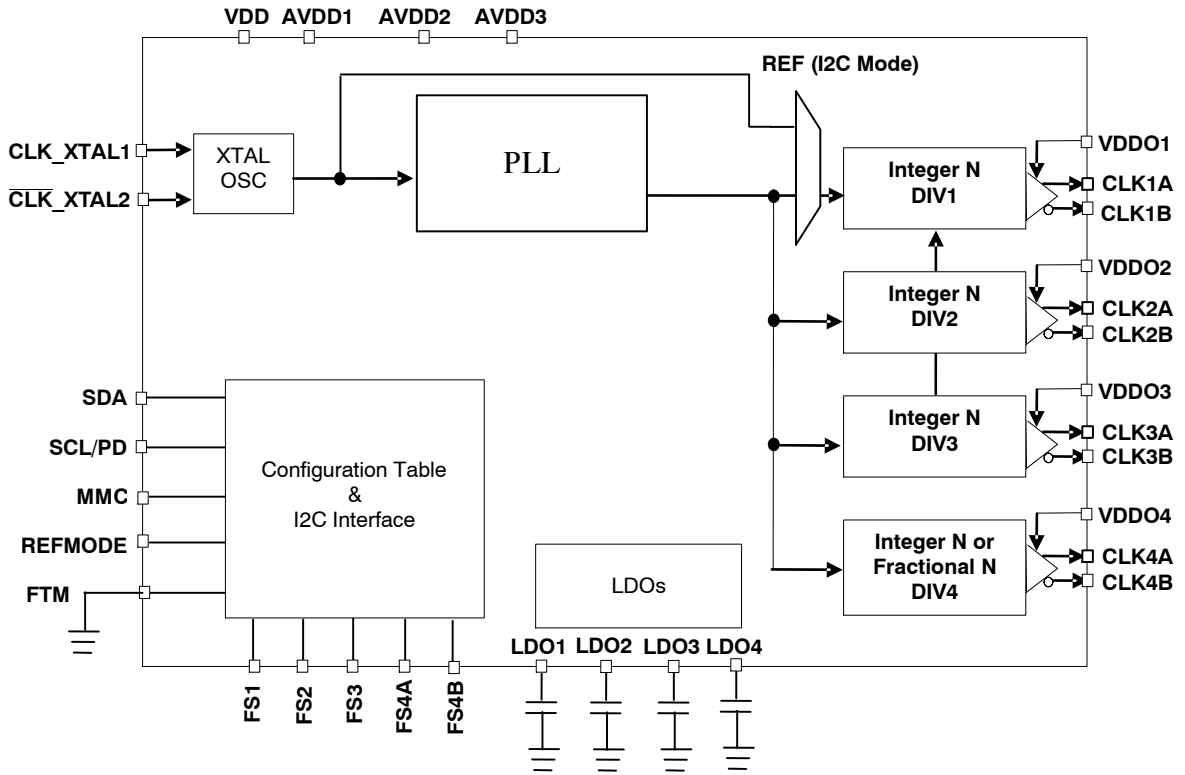 VDD AVDD1 AVDD2 AVDD3
REF (I2C Mode)
CLK_XTAL1
CLK_XTAL2
XTAL
OSC
PLL
Integer N
DIV1
VDDO1
CLK1A
CLK1B
Integer N
DIV2
VDDO2
CLK2A
CLK2B
Integer N
DIV3
VDDO3
CLK3A
CLK3B
Integer N or
Fractional N
DIV4
VDDO4
CLK4A
CLK4B
SDA
SCL/PD
MMC
REFMODE
FTM
Configuration Table
&
I2C Interface
LDOs
LDO1 LDO2 LDO3 LDO4
FS1
FS2
FS3
FS4A
FS4B